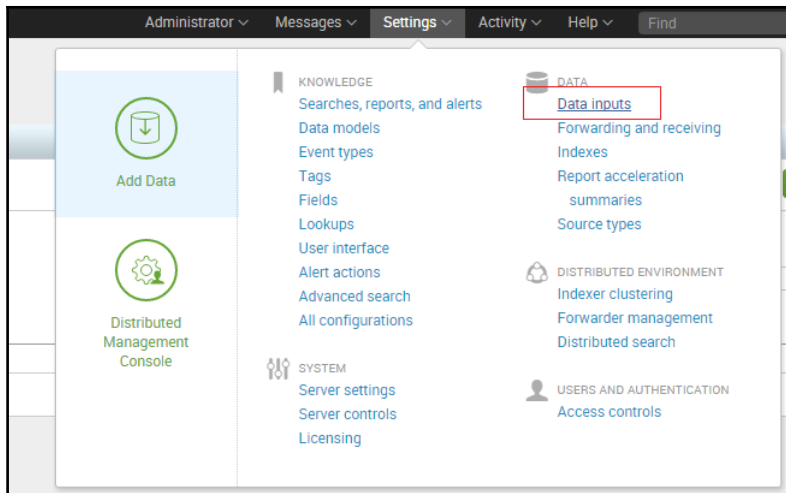 Administrator Messages Settings Activity Help Find
Add Data
Distributed
Management
Console
KNOWLEDGE
Searches, reports, and alerts
Data models
Event types
Tags
Fields
Lookups
User interface
Alert actions
Advanced search
All configurations
SYSTEM
Server settings
Server controls
Licensing
DATA
Data inputs
Forwarding and receiving
Indexes
Report acceleration
summaries
Source types
DISTRIBUTED ENVIRONMENT
Indexer clustering
Forwarder management
Distributed search
USERS AND AUTHENTICATION
Access controls